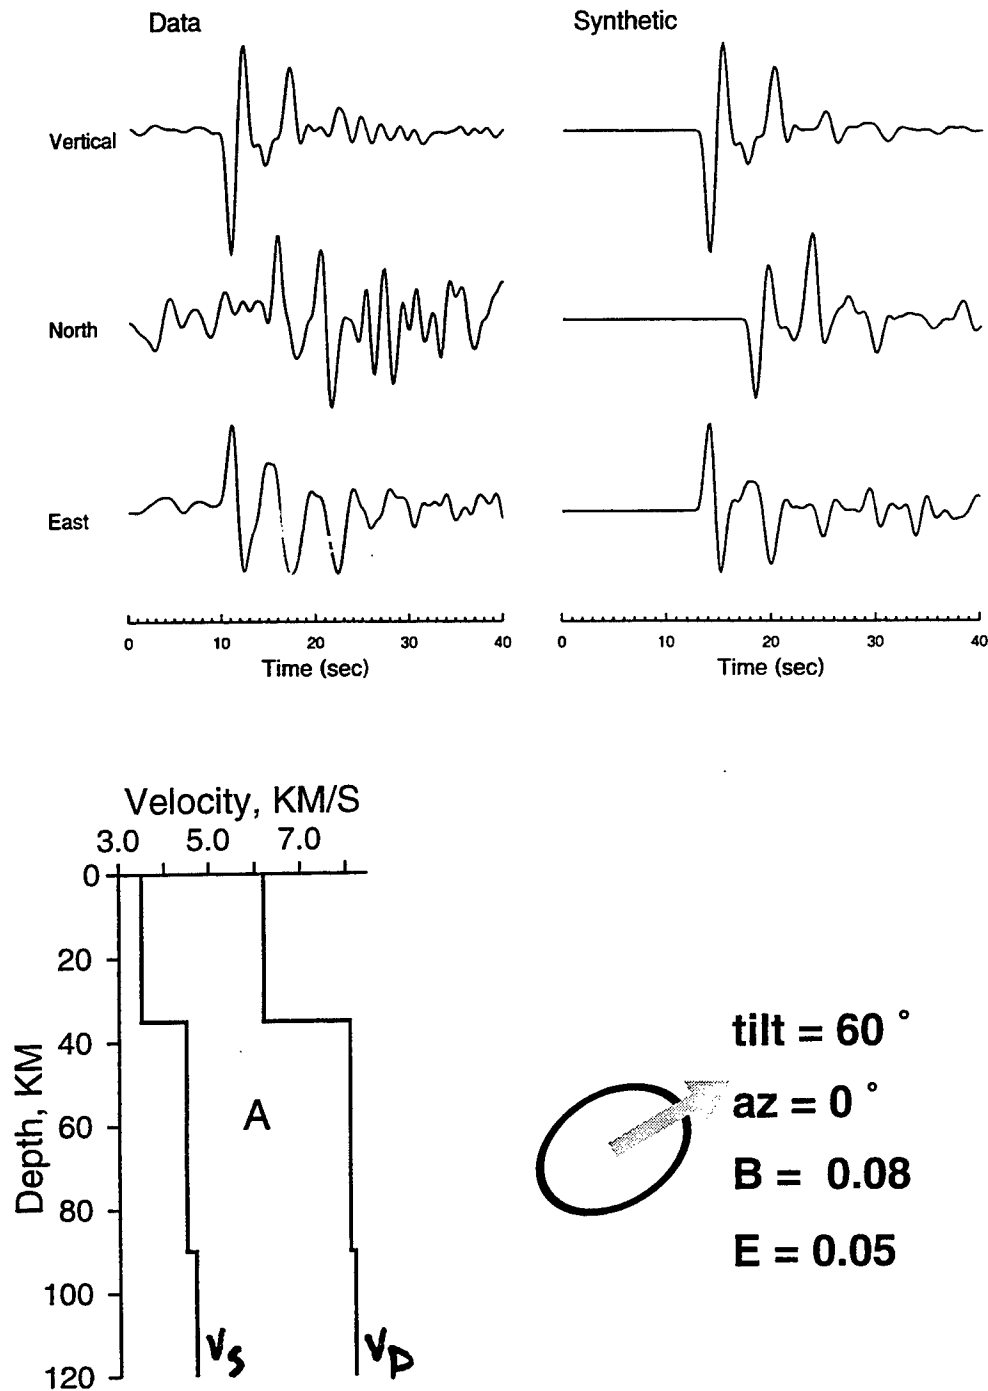 Data Synthetic
Vertical
North
East
0 10 20 30 40 0 10 20 30 40
Time (sec) Time (sec)
Velocity, KM/S
3.0 5.0 7.0
0
20
40
60
80
100
120
Depth, KM
A
Vs Vp
tilt = 60 °
az = 0 °
B = 0.08
E = 0.05